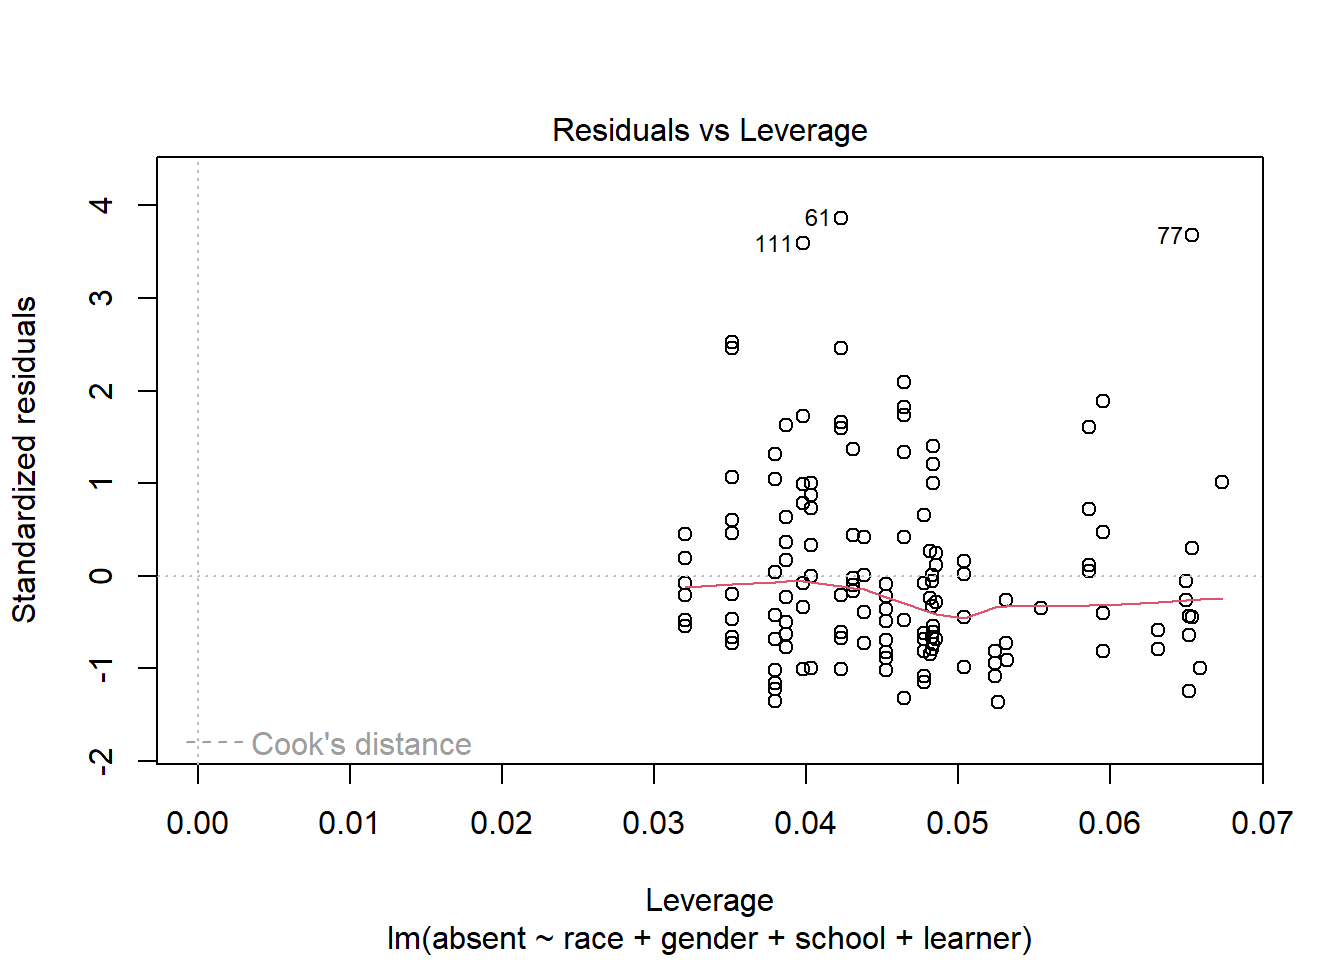 Residuals vs Leverage
Standardized residuals
4
3
2
1
0
-1
-2
61
111
77
Cook's distance
0.00 0.01 0.02 0.03 0.04 0.05 0.06 0.07
Leverage
lm(absent ~ race + gender + school + learner)